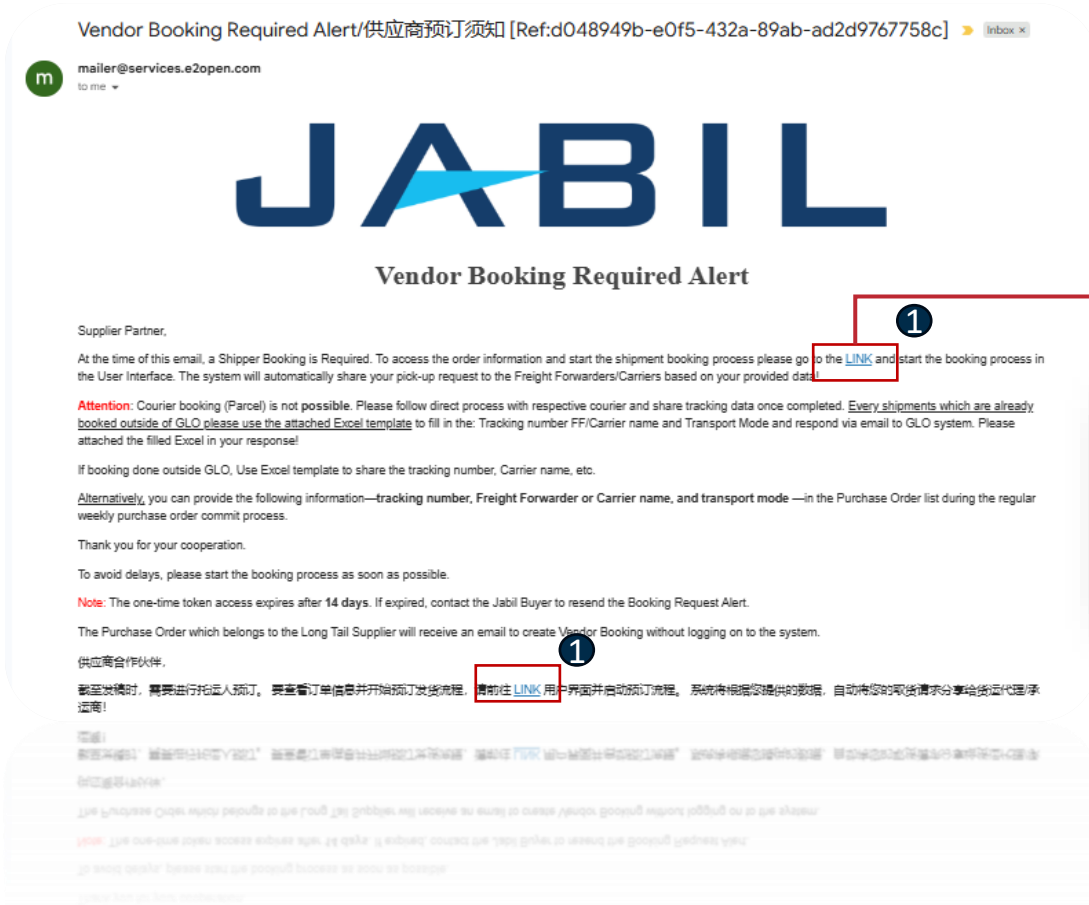 Vendor Booking Required Alert/供应商预订须知 [Ref:d048949b-e0f5-432a-89ab-ad2d9767758c] Inbox ×
m
mailer@services.e2open.com
to me
JABIL
Vendor Booking Required Alert
1
Supplier Partner,
At the time of this email, a Shipper Booking is Required. To access the order information and start the shipment booking process please go to the LINK and start the booking process in
the User Interface. The system will automatically share your pick-up request to the Freight Forwarders/Carriers based on your provided data!
Attention: Courier booking (Parcel) is not possible. Please follow direct process with respective courier and share tracking data once completed. Every shipments which are already
booked outside of GLO please use the attached Excel template to fill in the: Tracking number FF/Carrier name and Transport Mode and respond via email to GLO system. Please
attached the filled Excel in your response!
If booking done outside GLO, Use Excel template to share the tracking number, Carrier name, etc.
Alternatively, you can provide the following information—tracking number, Freight Forwarder or Carrier name, and transport mode —in the Purchase Order list during the regular
weekly purchase order commit process.
Thank you for your cooperation.
To avoid delays, please start the booking process as soon as possible.
Note: The one-time token access expires after 14 days. If expired, contact the Jabil Buyer to resend the Booking Request Alert.
The Purchase Order which belongs to the Long Tail Supplier will receive an email to create Vendor Booking without logging on to the system.
1
供应商合作伙伴,
截至发稿时，需要进行托运人预订。 要查看订单信息并开始预订发货流程，请前往 LINK 用户界面并启动预订流程。 系统将根据您提供的数据，自动将您的取货请求分享给货运代理/承
运商!